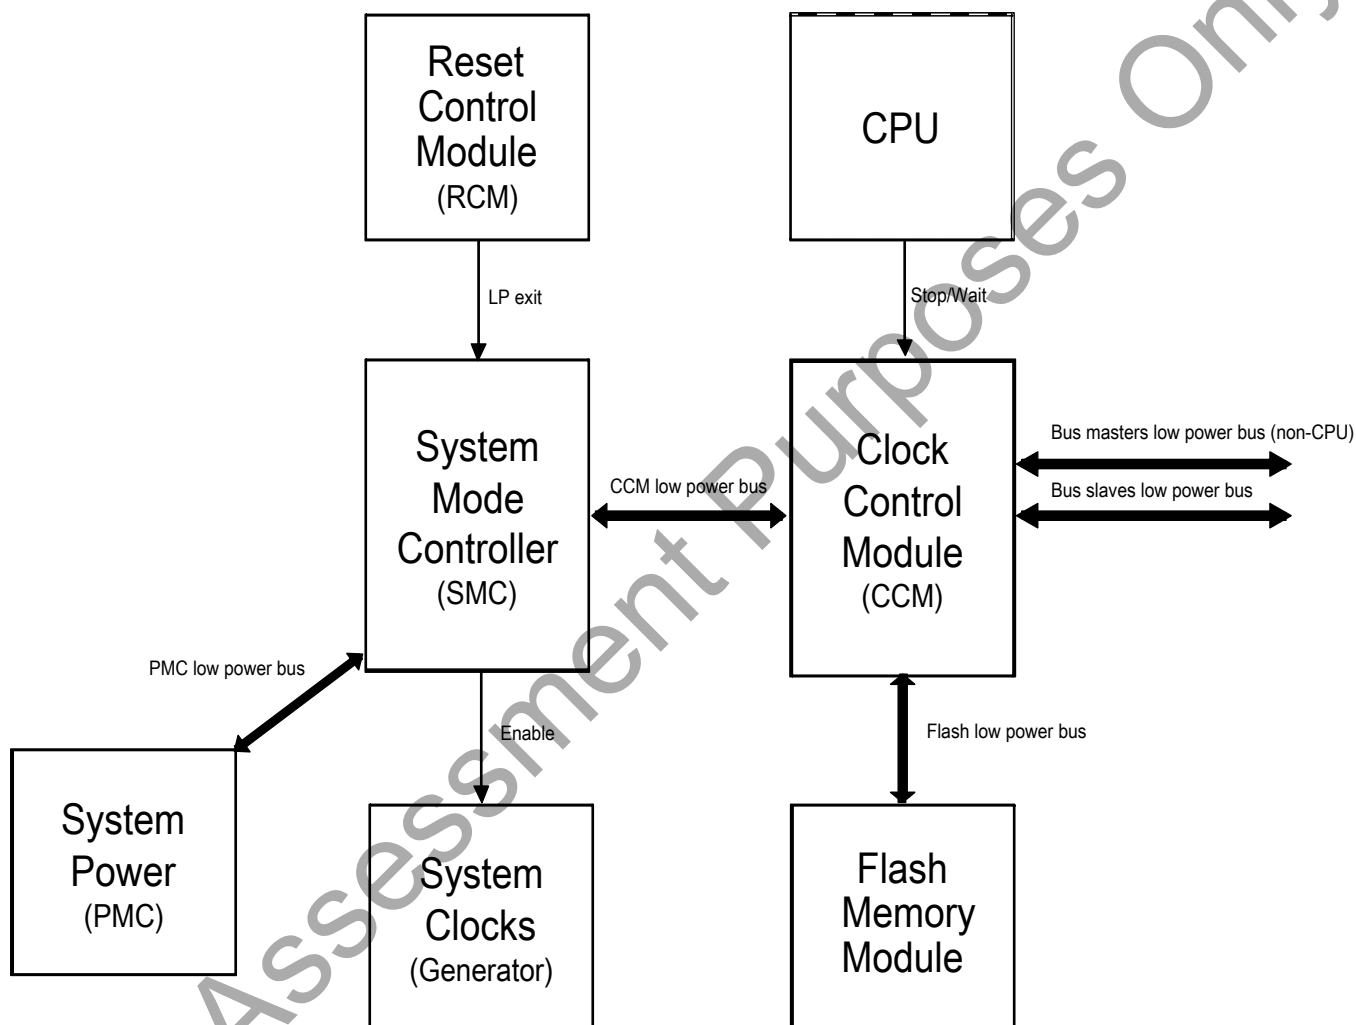 Reset
Control
Module
(RCM)
CPU
LP exit
Stop/Wait
System
Mode
Controller
(SMC)
CCM low power bus
Clock
Control
Module
(CCM)
Bus masters low power bus (non-CPU)
Bus slaves low power bus
PMC low power bus
Enable
Flash low power bus
System
Power
(PMC)
System
Clocks
(Generator)
Flash
Memory
Module
Assessment Purposes Only